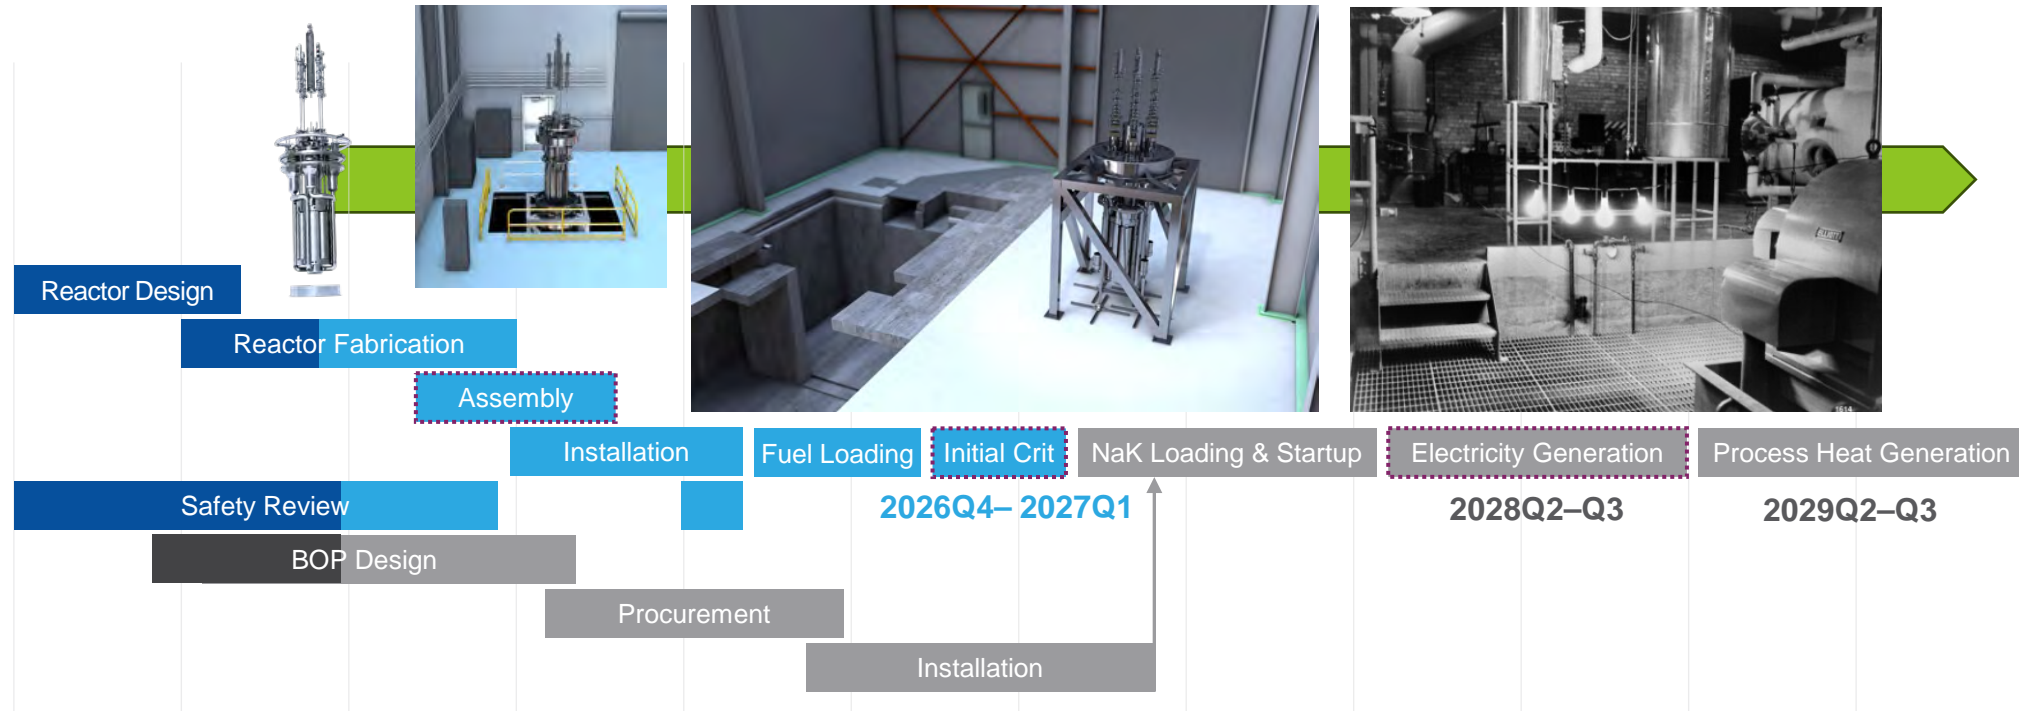 Reactor Design
Reactor Fabrication
Assembly
Installation
Fuel Loading
Initial Crit
NaK Loading & Startup
Electricity Generation
Process Heat Generation
Safety Review
2026Q4– 2027Q1
2028Q2–Q3
2029Q2–Q3
BOP Design
Procurement
Installation
1614